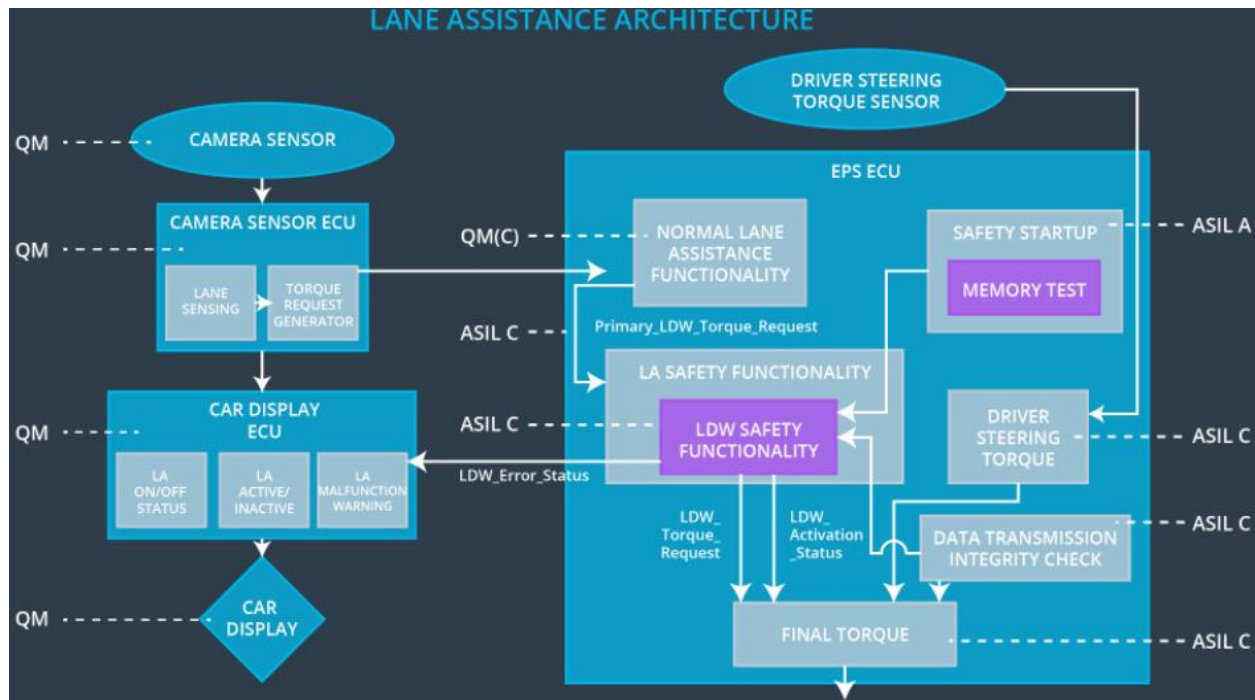 LANE ASSISTANCE ARCHITECTURE
DRIVER STEERING
TORQUE SENSOR
QM
CAMERA SENSOR
EPS ECU
CAMERA SENSOR ECU
QM
LANE
SENSING
TORQUE
REQUEST
GENERATOR
QM(C)
NORMAL LANE
ASSISTANCE
FUNCTIONALITY
SAFETY STARTUP
MEMORY TEST
ASIL A
ASIL C
Primary_LDW_Torque_Request
LA SAFETY FUNCTIONALITY
ASIL C
LDW SAFETY
FUNCTIONALITY
DRIVER
STEERING
TORQUE
ASIL C
QM
CAR DISPLAY
ECU
LA
ON/OFF
STATUS
LA
ACTIVE/
INACTIVE
LA
MALFUNCTION
WARNING
LDW_Error_Status
LDW_
Torque_
Request
LDW_
Activation
_Status
DATA TRANSMISSION
INTEGRITY CHECK
ASIL C
QM
CAR
DISPLAY
FINAL TORQUE
ASIL C